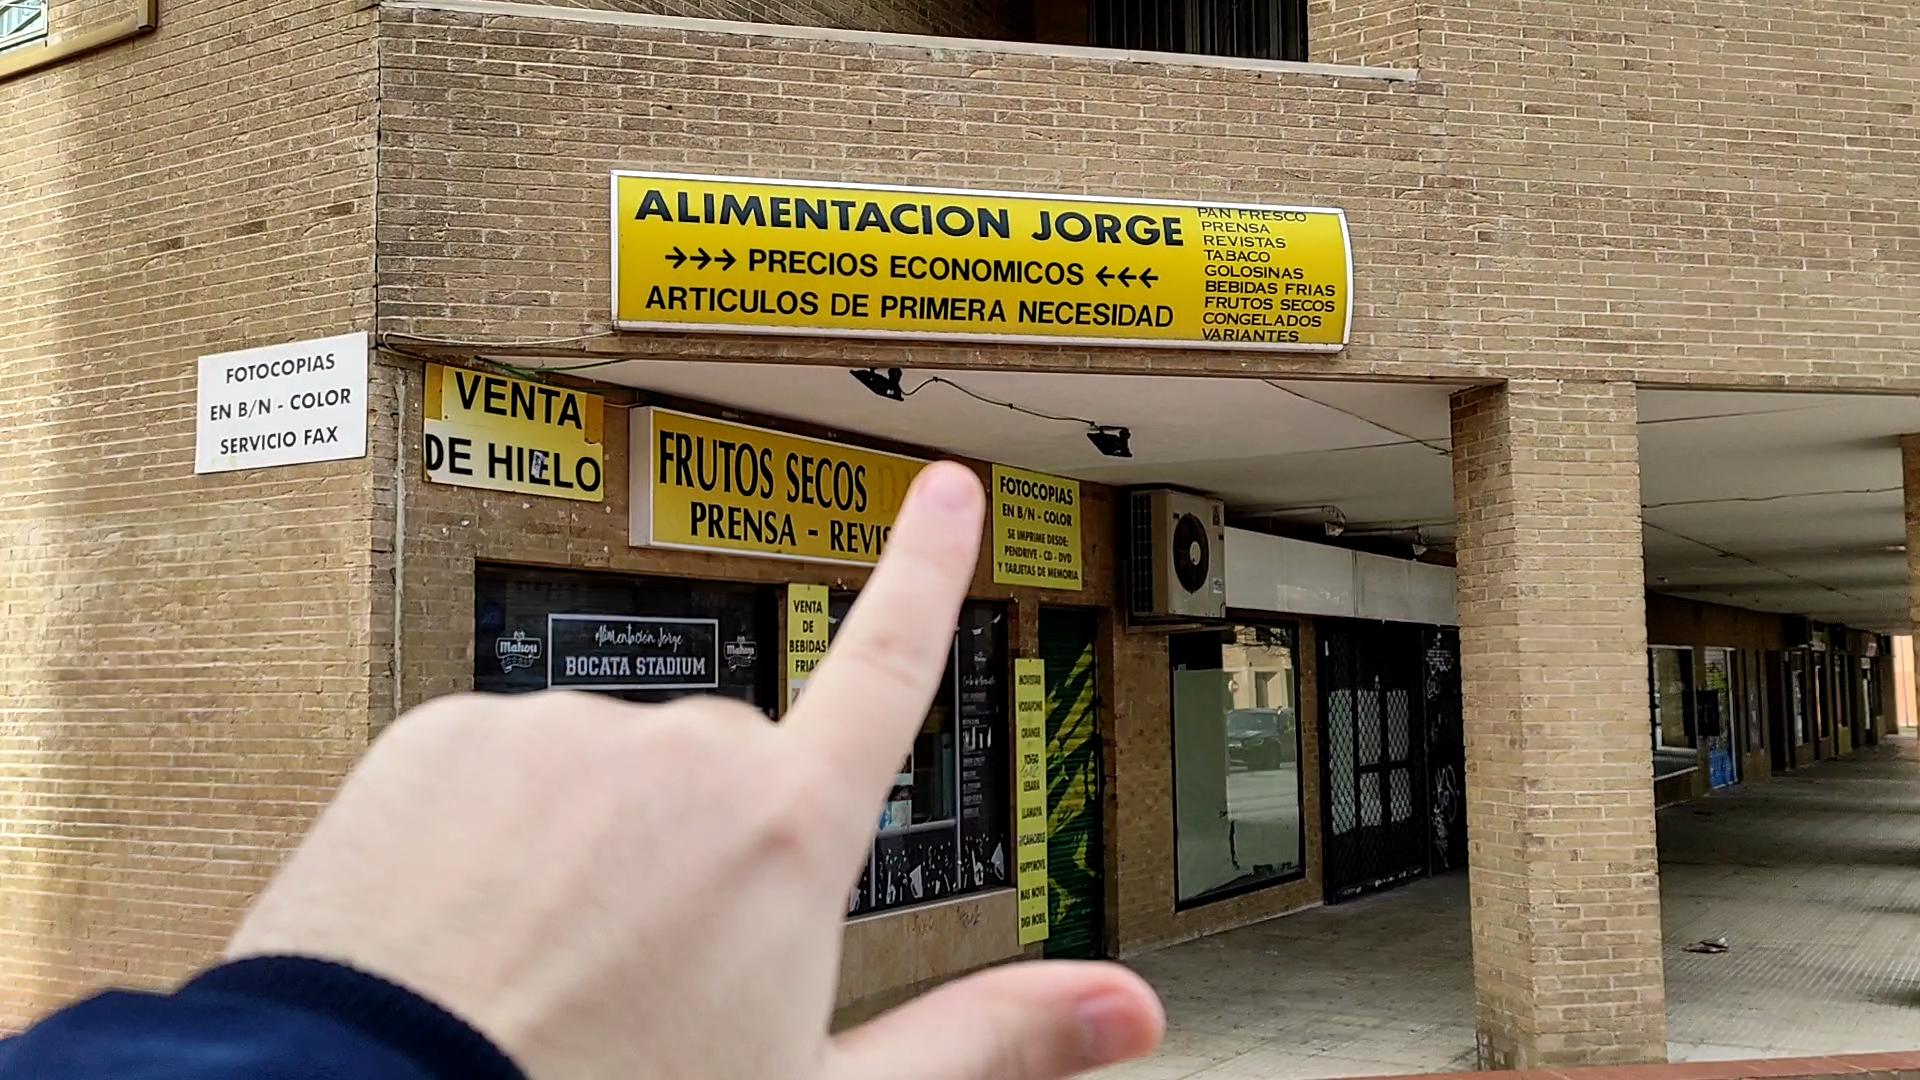 ALIMENTACION JORGE
→→→ PRECIOS ECONOMICOS ←←←
ARTICULOS DE PRIMERA NECESIDAD
PAN FRESCO
PRENSA
REVISTAS
TABACO
GOLOSINAS
BEBIDAS FRIAS
FRUTOS SECOS
CONGELADOS
VARIANTES
FOTOCOPIAS
EN B/N - COLOR
SERVICIO FAX
VENTA
DE HIELO
FRUTOS SECOS
PRENSA - REVIS
FOTOCOPIAS
EN B/N - COLOR
SE IMPRIME DESDE:
PENDRIVE - CD - DVD
Y TARJETAS DE MEMORIA
Mahou
Alimentación Jorge
BOCATA STADIUM
Mahou
VENTA
DE
BEBIDAS
FRIAS
MOVISTAR
VODAFONE
ORANGE
YOIGO
LEBARA
LLAMAYA
HAPPYMOVIL
MAS MOVIL
DIGI MOBIL